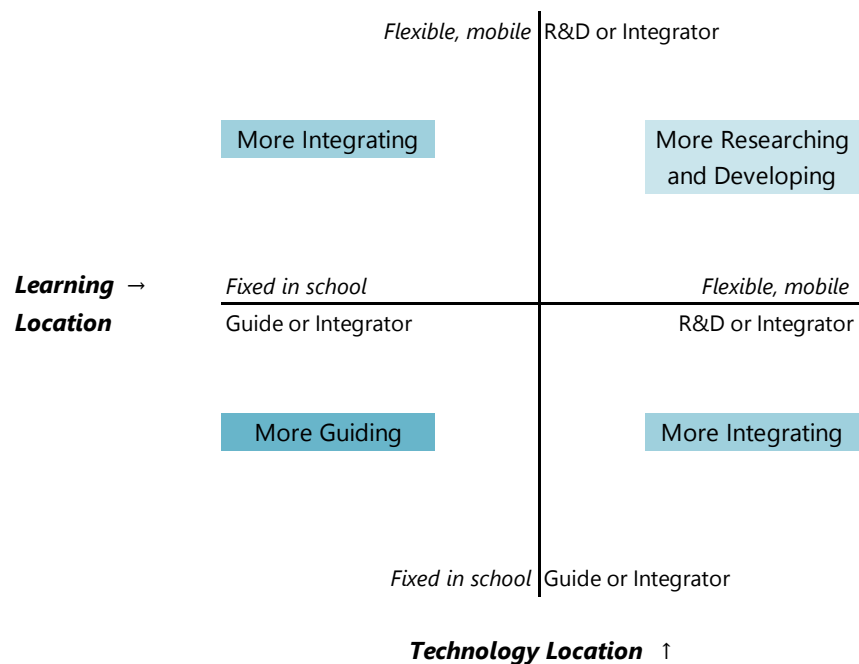 Flexible, mobile R&D or Integrator
More Integrating
More Researching
and Developing
Learning →
Location
Fixed in school
Flexible, mobile
Guide or Integrator
R&D or Integrator
More Guiding
More Integrating
Fixed in school Guide or Integrator
Technology Location ↑